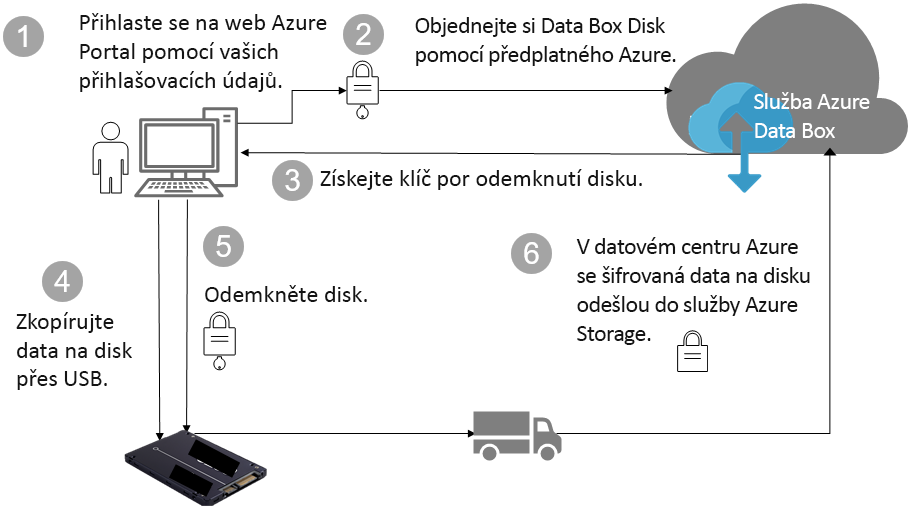 1
Přihlaste se na web Azure
Portal pomocí vašich
přihlašovacích údajů.
2
Objednejte si Data Box Disk
pomocí předplatného Azure.
Služba Azure
Data Box
3
Získejte klíč por odemknutí disku.
4
Zkopírujte
data na disk
přes USB.
5
Odemkněte disk.
6
V datovém centru Azure
se šifrovaná data na disku
odešlou do služby Azure
Storage.